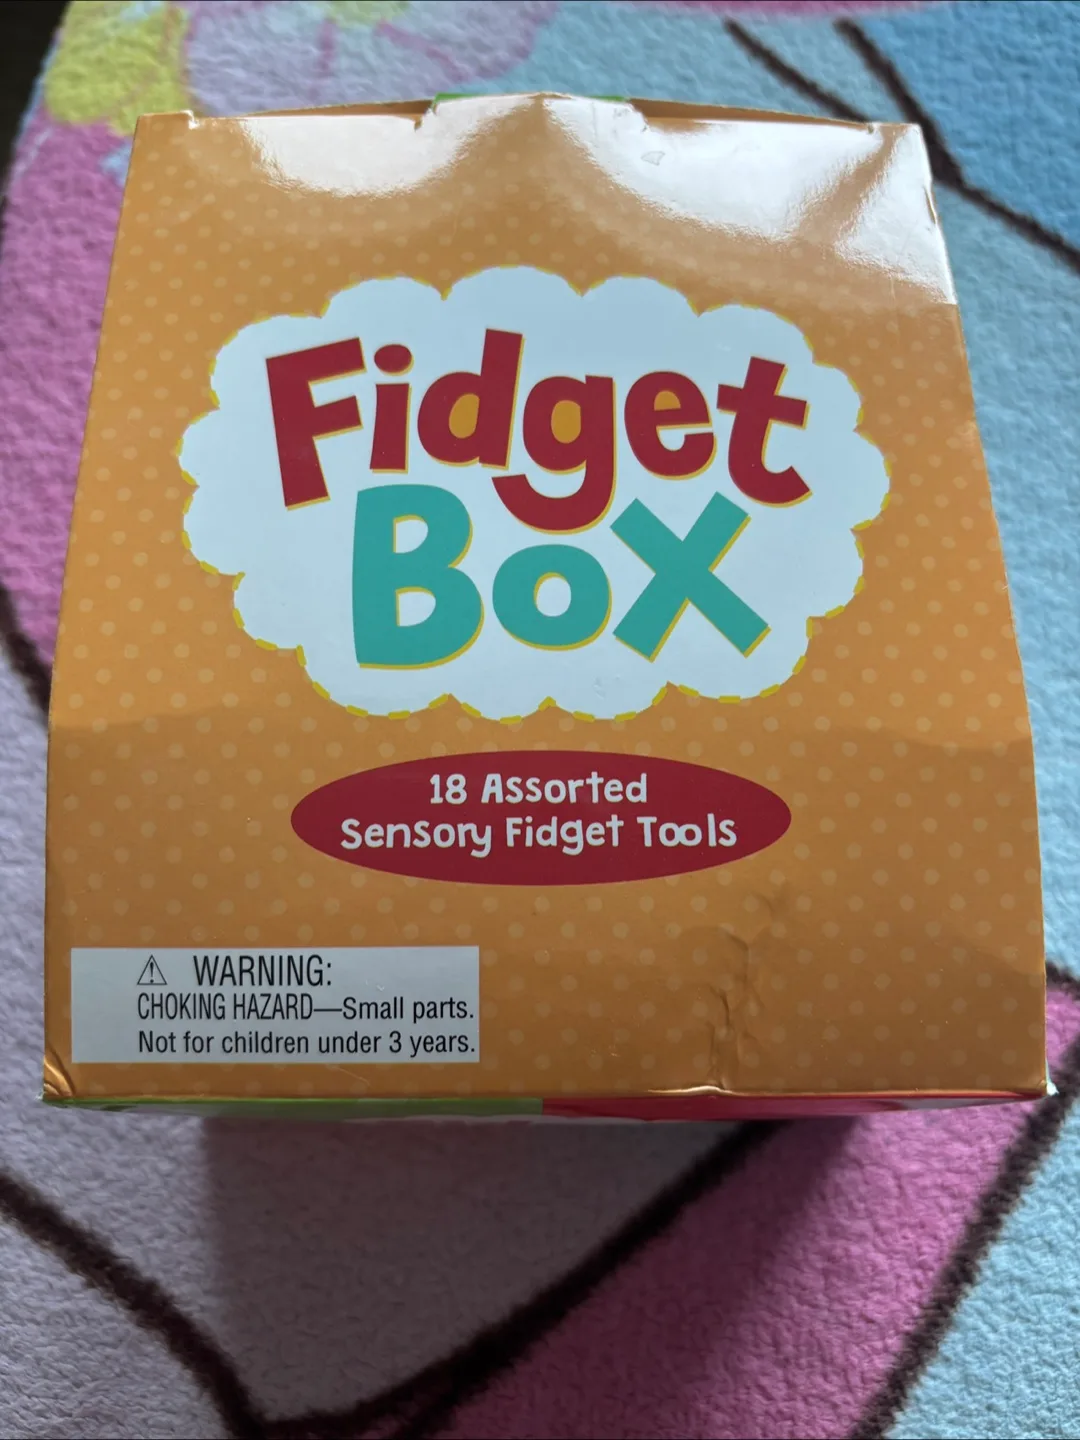 Fidget
Box
18 Assorted
Sensory Fidget Tools
⚠ WARNING:
CHOKING HAZARD—Small parts.
Not for children under 3 years.